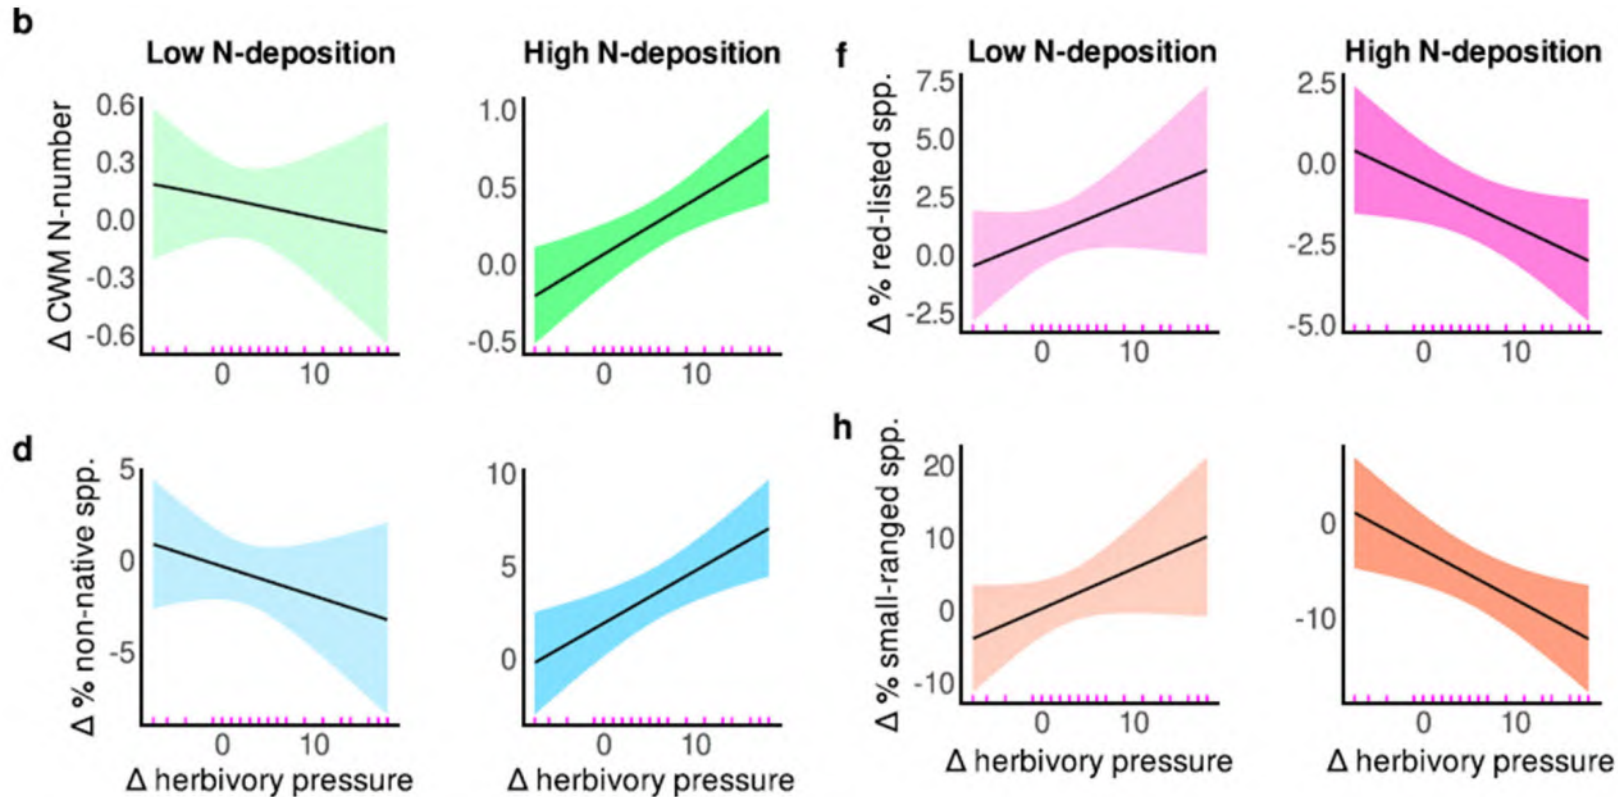 b
Low N-deposition
High N-deposition
Δ CWM N-number
0.6
0.3
0.0
-0.3
-0.6
0
10
1.0
0.5
0.0
-0.5
0
10
f
Low N-deposition
High N-deposition
Δ % red-listed spp.
7.5
5.0
2.5
0.0
-2.5
0
10
2.5
0.0
-2.5
-5.0
0
10
d
Δ % non-native spp.
5
0
-5
0
10
Δ herbivory pressure
10
5
0
0
10
Δ herbivory pressure
h
Δ % small-ranged spp.
20
10
0
-10
0
10
Δ herbivory pressure
0
-10
0
10
Δ herbivory pressure